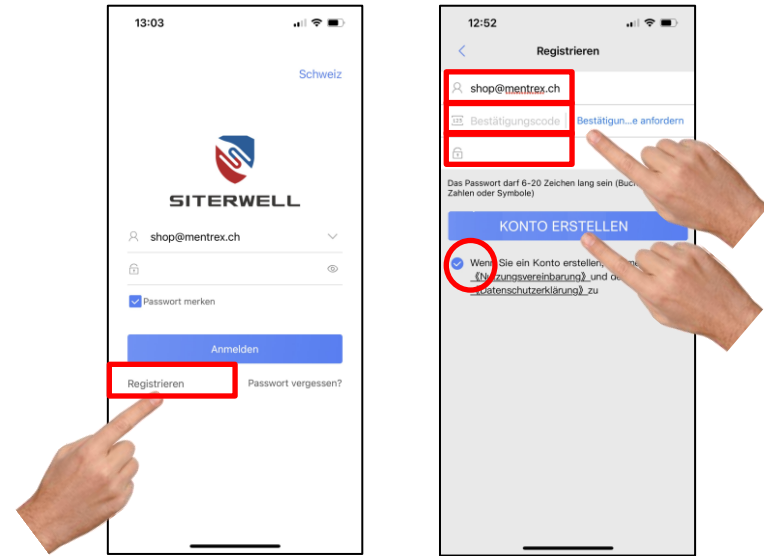 13:03
Schweiz
SITERWELL
shop@mentrex.ch
Passwort merken
Anmelden
Registrieren
Passwort vergessen?
12:52
Registrieren
shop@mentrex.ch
123
Bestätigungscode
Bestätigun...e anfordern
Das Passwort darf 6-20 Zeichen lang sein
Zahlen oder Symbole)
KONTO ERSTELLEN
Wenn Sie ein Konto erstellen,
《Nutzungsvereinbarung》 und
《Datenschutzerklärung》 zu